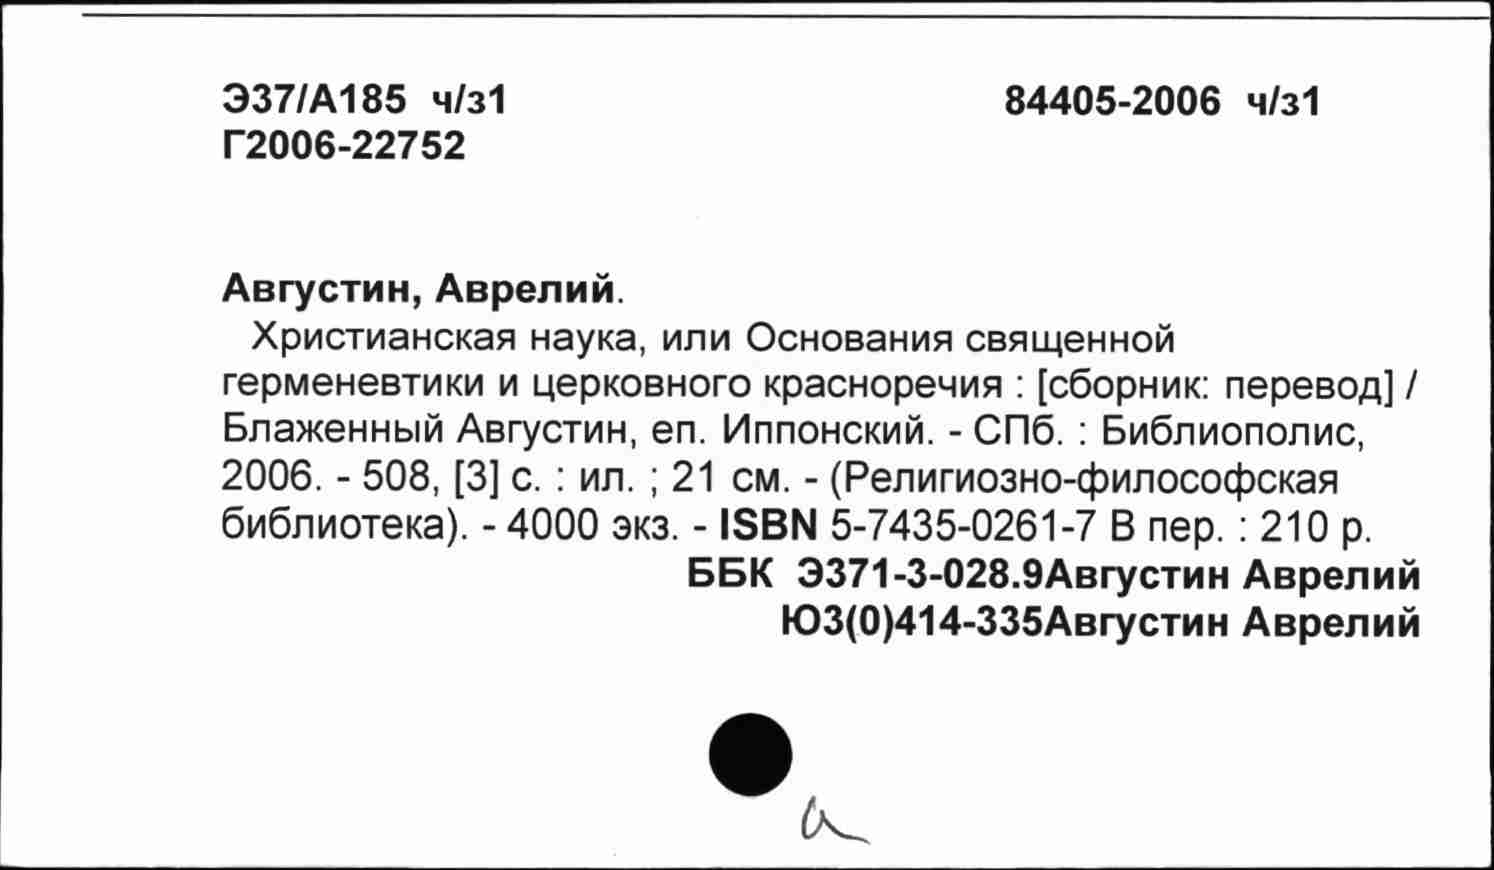 Э37/А185 ч/з1 84405-2006 ч/з1
Г2006-22752
Августин, Аврелий.
Христианская наука, или Основания священной
герменевтики и церковного красноречия : [сборник: перевод] /
Блаженный Августин, еп. Иппонский. - СПб. : Библиополис,
2006. - 508, [3] с. : ил. ; 21 см. - (Религиозно-философская
библиотека). - 4000 экз. - ISBN 5-7435-0261-7 В пер. : 210 р.
ББК Э371-3-028.9Августин Аврелий
Ю3(0)414-335Августин Аврелий
а